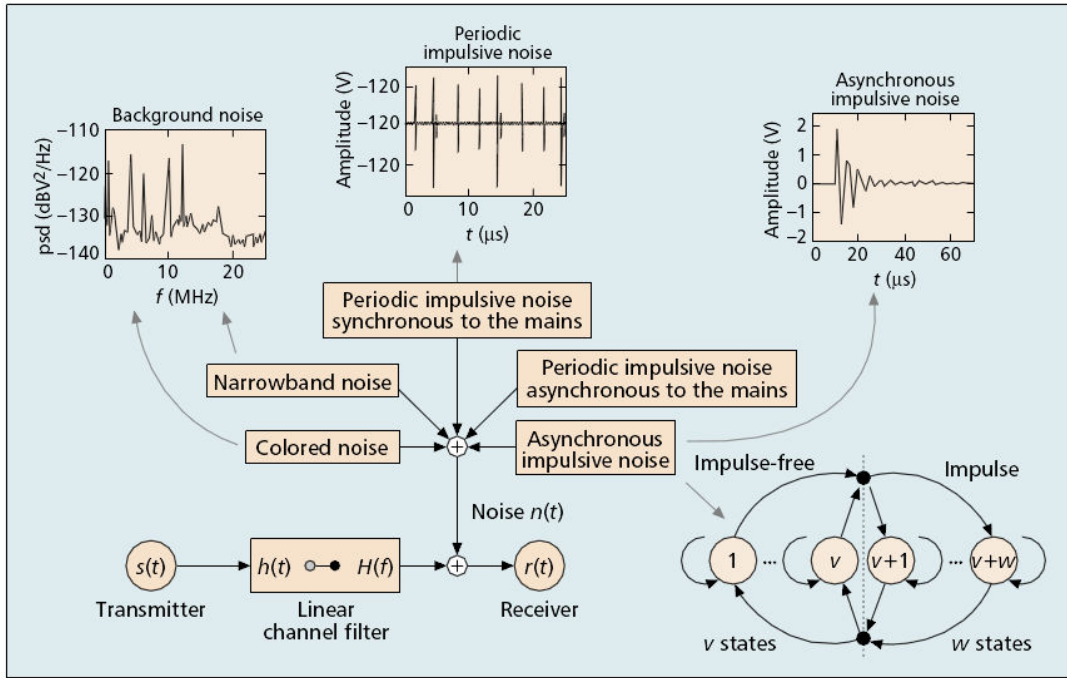 Periodic
impulsive noise
Amplitude (V)
−120
−120
−120
0 10 20
t (μs)
Background noise
psd (dBV²/Hz)
−110
−120
−130
−140
0 10 20
f (MHz)
Asynchronous
impulsive noise
Amplitude (V)
2
1
0
−1
−2
0 20 40 60
t (μs)
Periodic impulsive noise
synchronous to the mains
Narrowband noise
Periodic impulsive noise
asynchronous to the mains
Colored noise
Asynchronous
impulsive noise
Noise n(t)
s(t)
h(t) H(f)
r(t)
Transmitter
Linear
channel filter
Receiver
Impulse-free
Impulse
1 ... v v+1 ... v+w
v states
w states